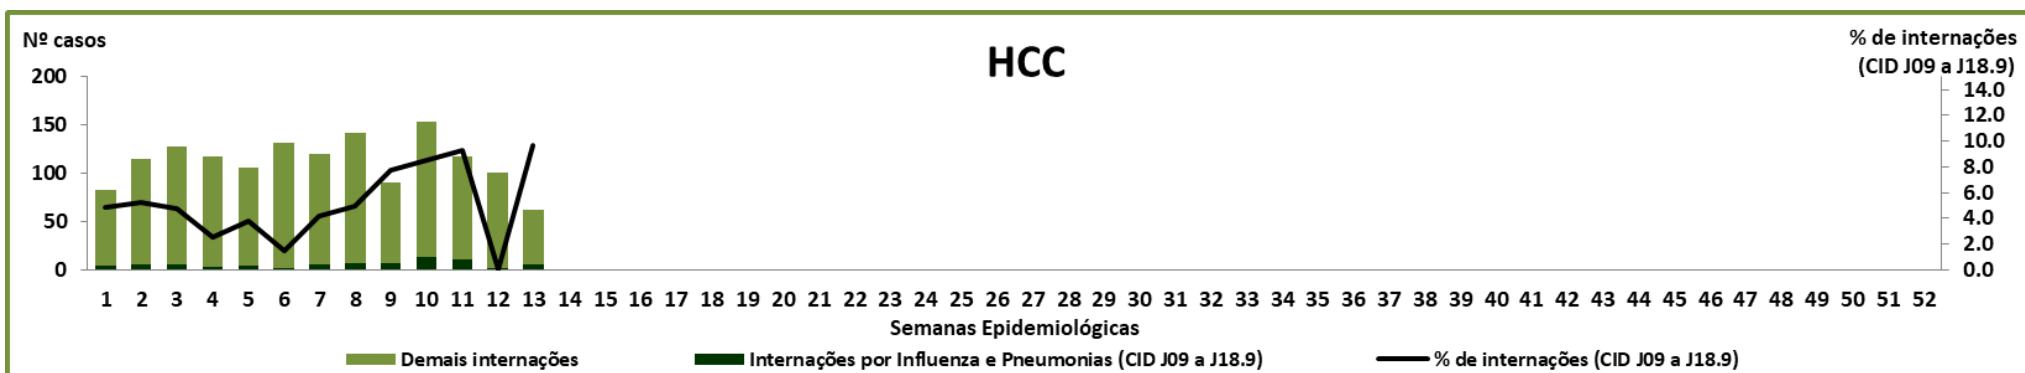 HCC
Nº casos
% de internações
(CID J09 a J18.9)
200
150
100
50
0
14.0
12.0
10.0
8.0
6.0
4.0
2.0
0.0
1 2 3 4 5 6 7 8 9 10 11 12 13 14 15 16 17 18 19 20 21 22 23 24 25 26 27 28 29 30 31 32 33 34 35 36 37 38 39 40 41 42 43 44 45 46 47 48 49 50 51 52
Semanas Epidemiológicas
Demais internações
Internações por Influenza e Pneumonias (CID J09 a J18.9)
% de internações (CID J09 a J18.9)